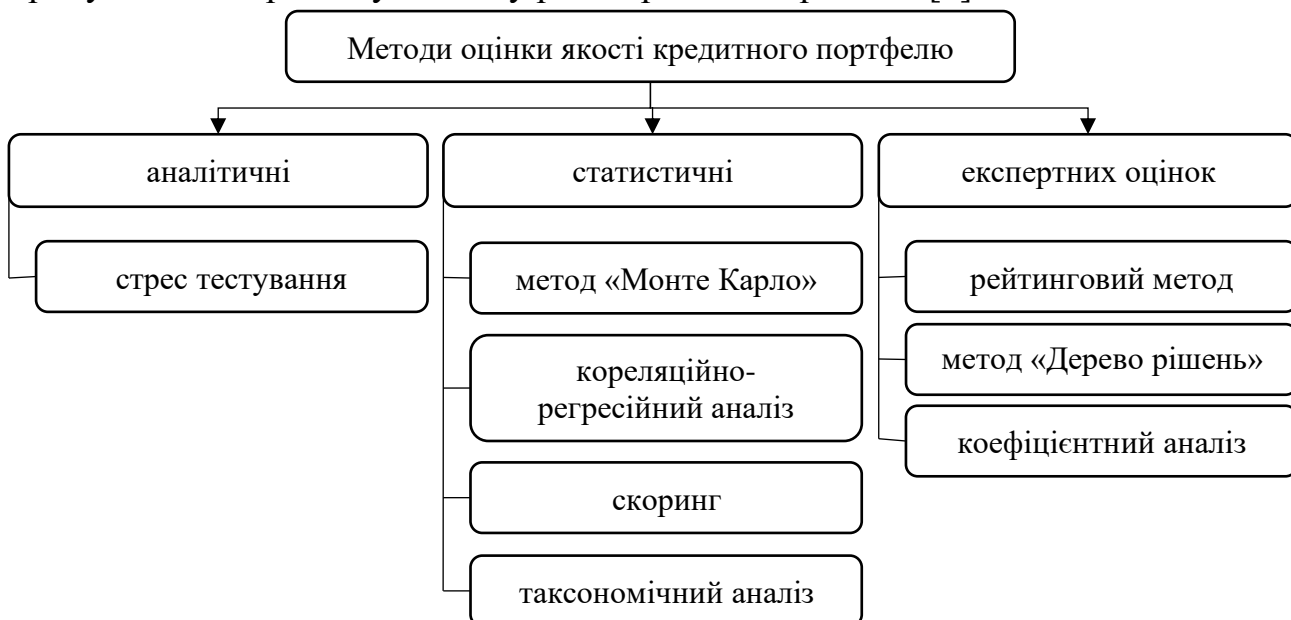 Методи оцінки якості кредитного портфелю
аналітичні
статистичні
експертних оцінок
стрес тестування
метод «Монте Карло»
кореляційно-
регресійний аналіз
скоринг
таксономічний аналіз
рейтинговий метод
метод «Дерево рішень»
коефіцієнтний аналіз